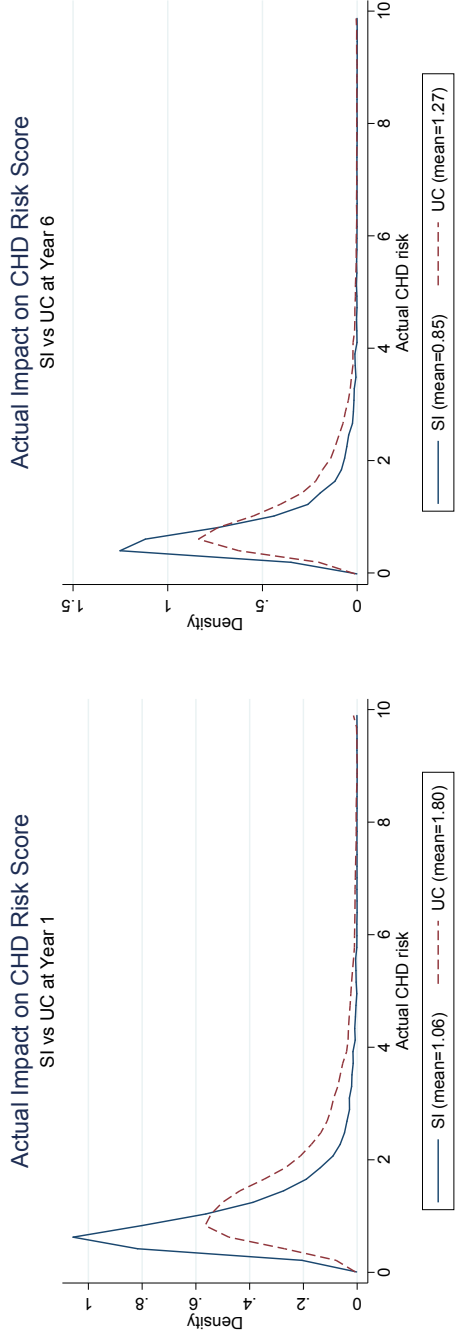 Actual Impact on CHD Risk Score
SI vs UC at Year 1
Density
1
.8
.6
.4
.2
0
0 2 4 6 8 10
Actual CHD risk
SI (mean=1.06) UC (mean=1.80)
Actual Impact on CHD Risk Score
SI vs UC at Year 6
Density
1.5
1
.5
0
0 2 4 6 8 10
Actual CHD risk
SI (mean=0.85) UC (mean=1.27)